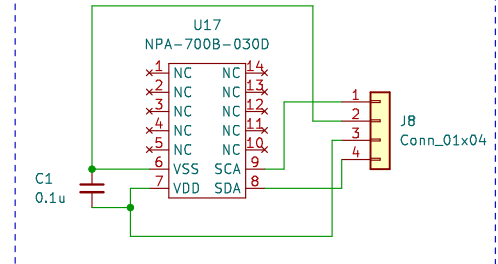 U17
NPA-700B-030D
1 NC NC 14
2 NC NC 13
3 NC NC 12
4 NC NC 11
5 NC NC 10
6 VSS SCA 9
7 VDD SDA 8
C1
0.1u
1
2
3
4
J8
Conn_01x04